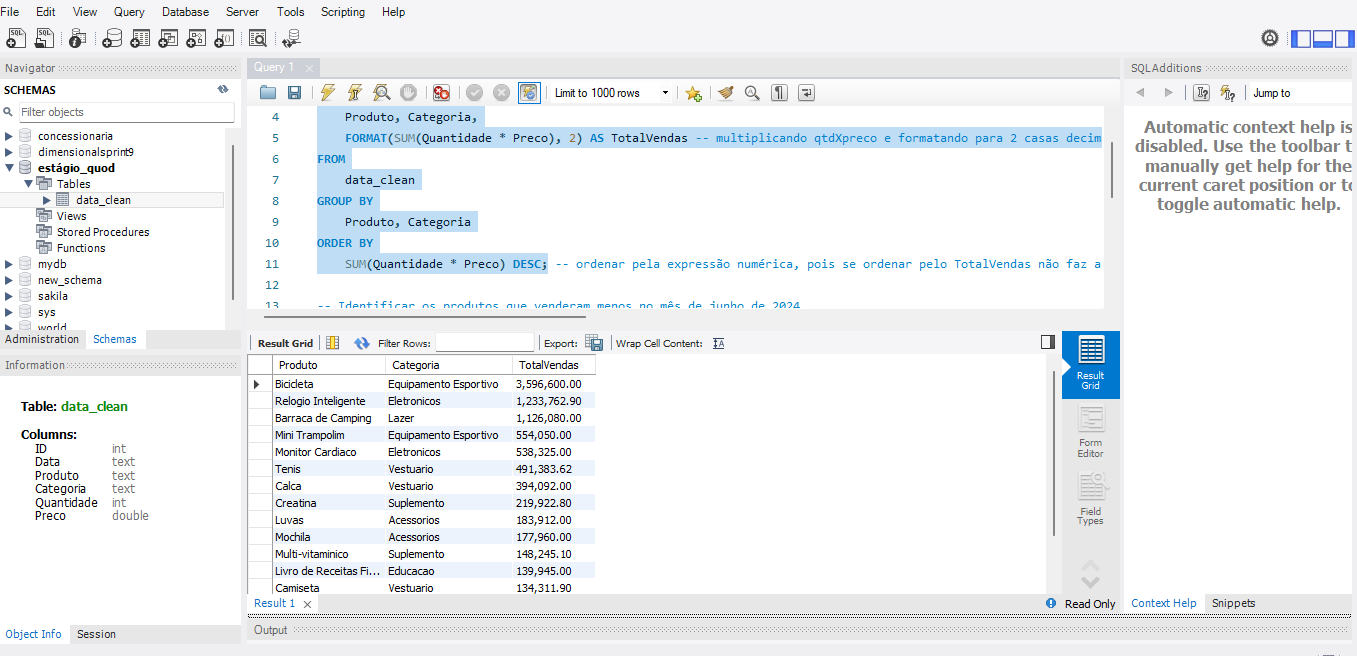 File Edit View Query Database Server Tools Scripting Help
Navigator
SCHEMAS
Filter objects
concessionaria
dimensionalsprint9
estágio_quod
Tables
data_clean
Views
Stored Procedures
Functions
mydb
new_schema
sakila
sys
world
Administration Schemas
Information
Table: data_clean
Columns:
ID int
Data text
Produto text
Categoria text
Quantidade int
Preco double
Object Info Session
Query 1
Limit to 1000 rows
4 Produto, Categoria,
5 FORMAT(SUM(Quantidade * Preco), 2) AS TotalVendas -- multiplicando qtdXpreco e formatando para 2 casas decim
6 FROM
7 data_clean
8 GROUP BY
9 Produto, Categoria
10 ORDER BY
11 SUM(Quantidade * Preco) DESC; -- ordenar pela expressão numérica, pois se ordenar pelo TotalVendas não faz a
12
13 -- Identificar os produtos que venderam menos no mês de junho de 2024
Result Grid Filter Rows: Export: Wrap Cell Content:
Produto Categoria TotalVendas
Bicicleta Equipamento Esportivo 3,596,600.00
Relogio Inteligente Eletronicos 1,233,762.90
Barraca de Camping Lazer 1,126,080.00
Mini Trampolim Equipamento Esportivo 554,050.00
Monitor Cardiaco Eletronicos 538,325.00
Tenis Vestuario 491,383.62
Calca Vestuario 394,092.00
Creatina Suplemento 219,922.80
Luvas Acessorios 183,912.00
Mochila Acessorios 177,960.00
Multi-vitaminico Suplemento 148,245.10
Livro de Receitas Fi... Educacao 139,945.00
Camiseta Vestuario 134,311.90
Result 1
Read Only
Output
Result
Grid
Form
Editor
Field
Types
SQLAdditions
Jump to
Automatic context help is
disabled. Use the toolbar t
manually get help for the
current caret position or to
toggle automatic help.
Context Help Snippets